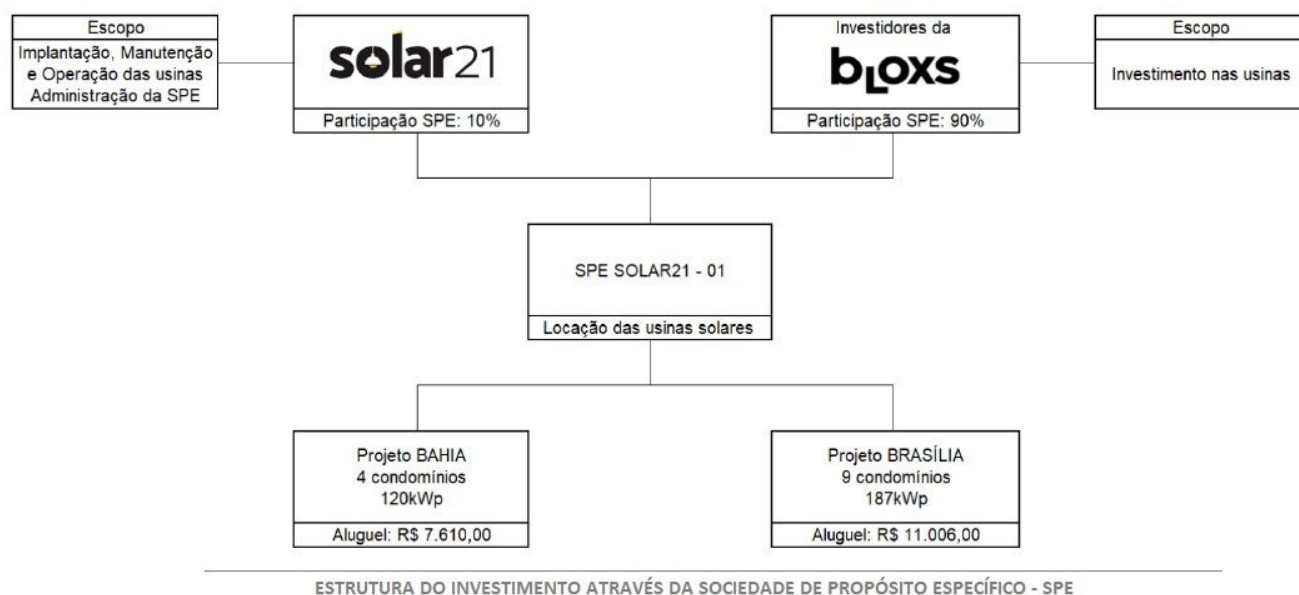 Escopo
Implantação, Manutenção
e Operação das usinas
Administração da SPE
solar21
Participação SPE: 10%
Investidores da
bLoxs
Participação SPE: 90%
Escopo
Investimento nas usinas
SPE SOLAR21 - 01
Locação das usinas solares
Projeto BAHIA
4 condomínios
120kWp
Aluguel: R$ 7.610,00
Projeto BRASÍLIA
9 condomínios
187kWp
Aluguel: R$ 11.006,00
ESTRUTURA DO INVESTIMENTO ATRAVÉS DA SOCIEDADE DE PROPÓSITO ESPECÍFICO - SPE